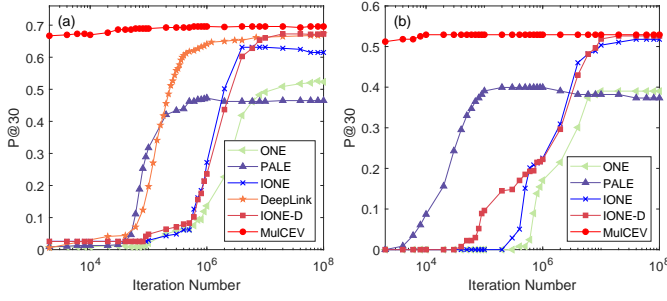 (a)
P@30
0.7
0.6
0.5
0.4
0.3
0.2
0.1
0
10^4
10^6
10^8
Iteration Number
ONE
PALE
IONE
DeepLink
IONE-D
MulCEV
(b)
P@30
0.6
0.5
0.4
0.3
0.2
0.1
0
10^4
10^6
10^8
Iteration Number
ONE
PALE
IONE
IONE-D
MulCEV